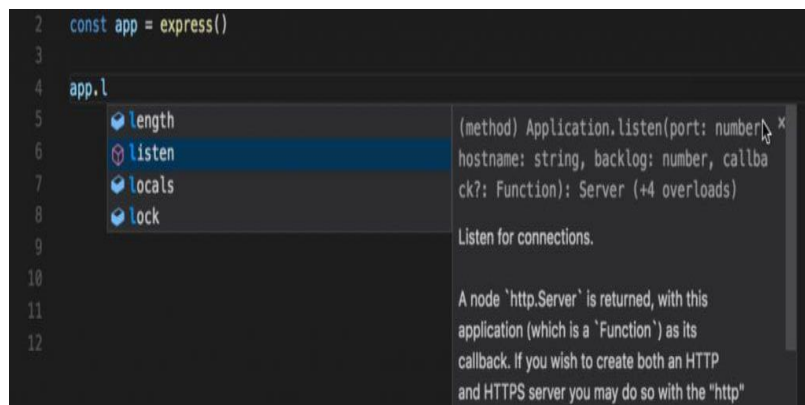 2 const app = express()
3
4 app.l
5 length
6 listen
7 locals
8 lock
9
10
11
12
(method) Application.listen(port: number, x
hostname: string, backlog: number, callba
ck?: Function): Server (+4 overloads)
Listen for connections.
A node `http.Server` is returned, with this
application (which is a `Function`) as its
callback. If you wish to create both an HTTP
and HTTPS server you may do so with the "http"